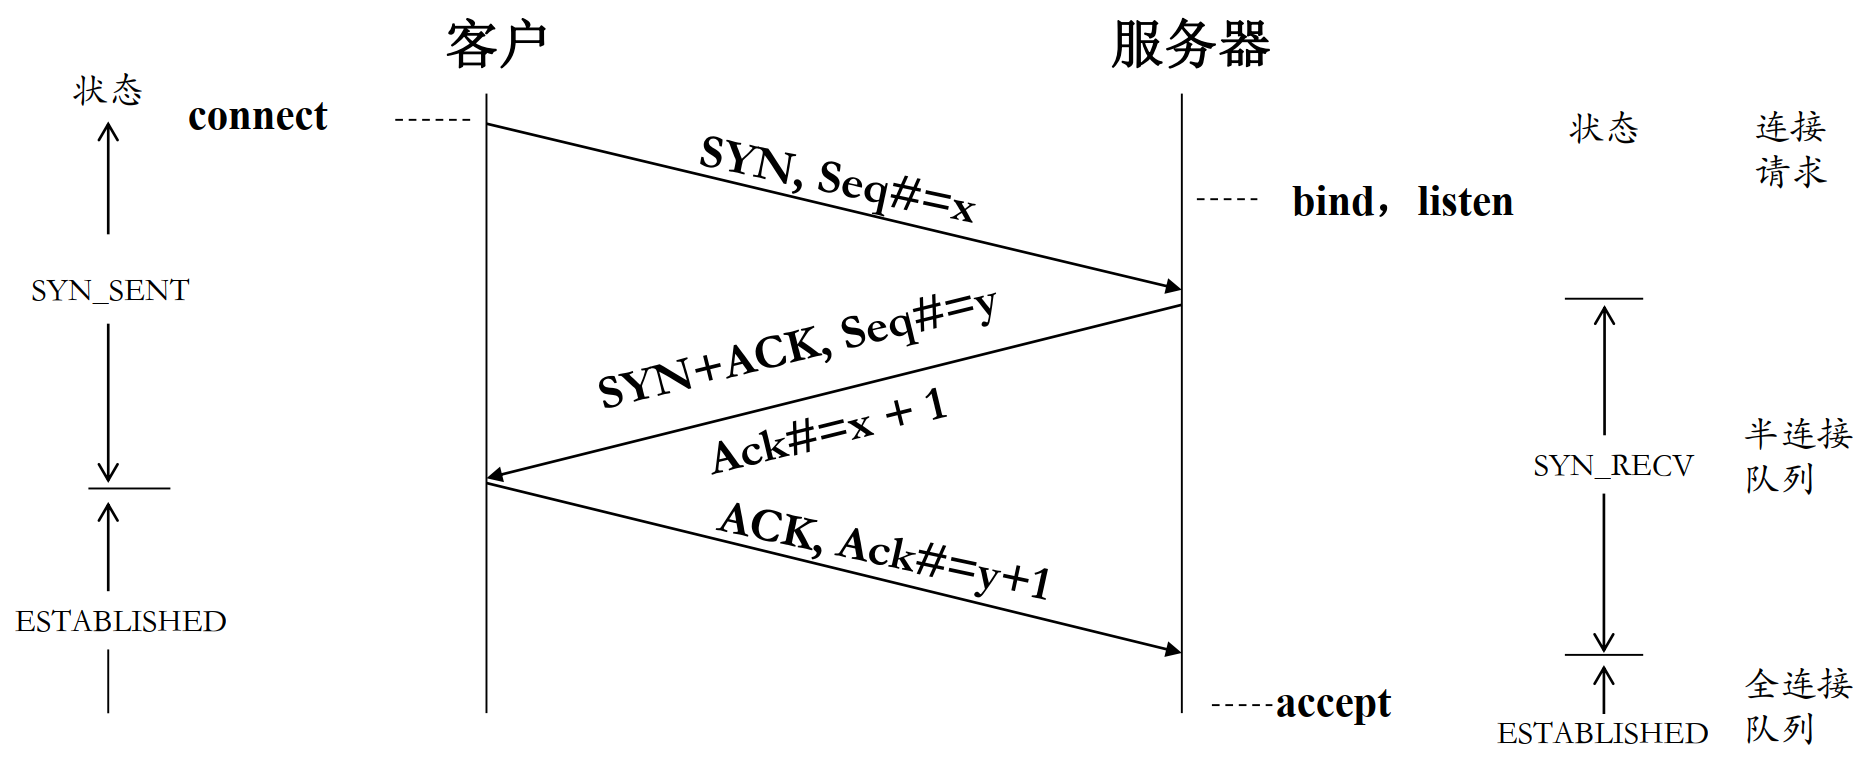 客户
服务器
状态
connect
SYN, Seq#=x
状态
连接
请求
bind，listen
SYN_SENT
SYN+ACK, Seq#=y
Ack#=x + 1
SYN_RECV
半连接
队列
ACK, Ack#=y+1
ESTABLISHED
accept
ESTABLISHED
全连接
队列